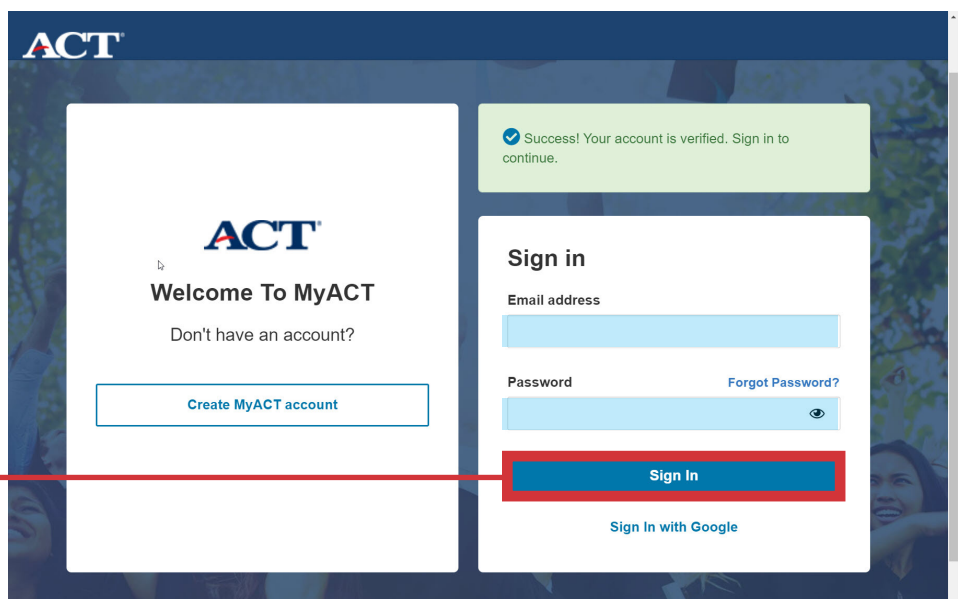 ACT
Success! Your account is verified. Sign in to
continue.
ACT
Welcome To MyACT
Don't have an account?
Create MyACT account
Sign in
Email address
Password
Forgot Password?
Sign In
Sign In with Google